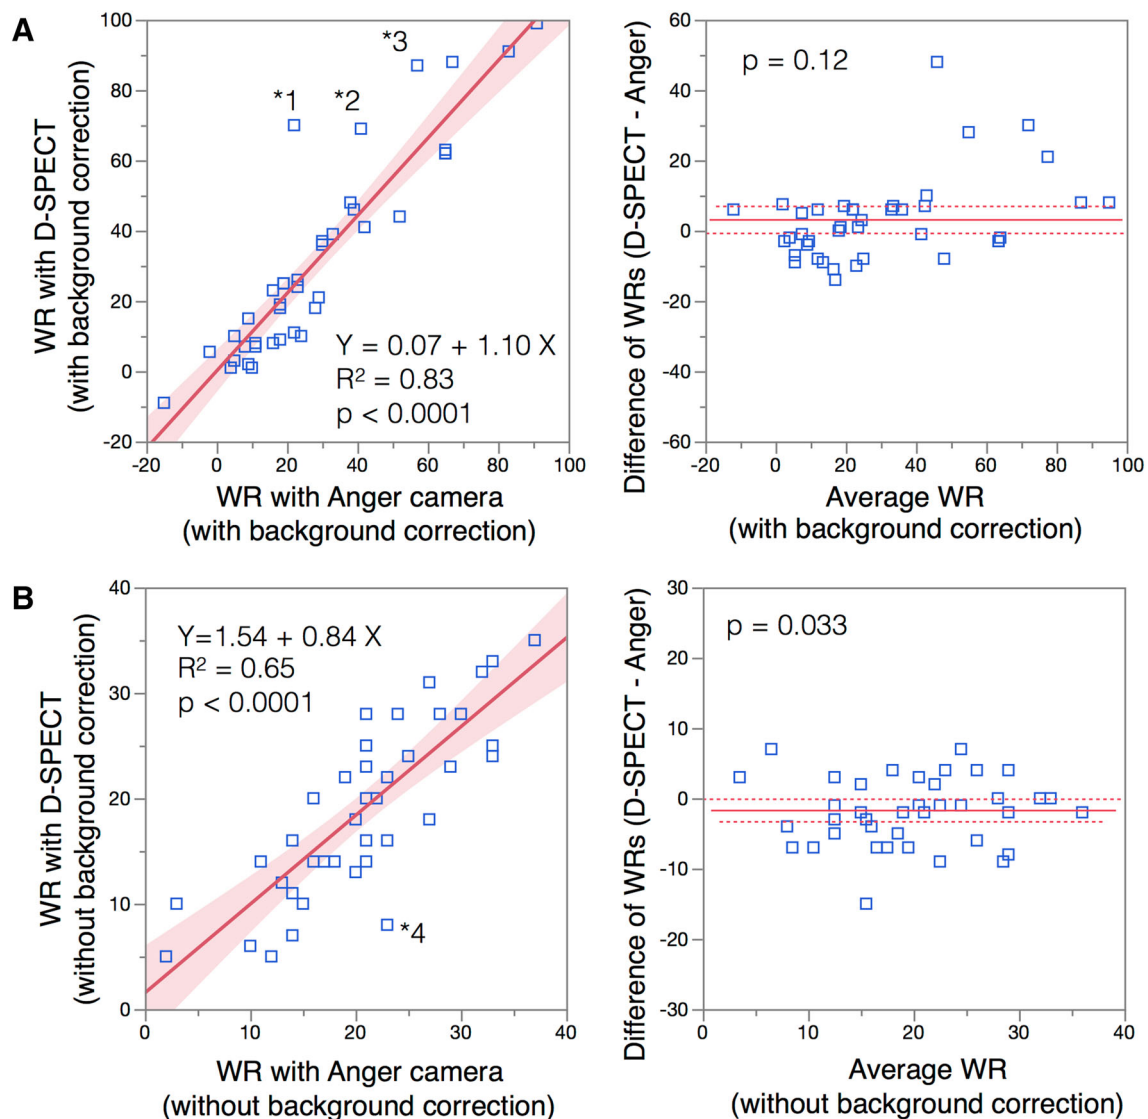 A
WR with D-SPECT
(with background correction)
100
80
60
40
20
0
-20
*1
*2
*3
Y = 0.07 + 1.10 X
R² = 0.83
p < 0.0001
-20 0 20 40 60 80 100
WR with Anger camera
(with background correction)
Difference of WRs (D-SPECT - Anger)
60
40
20
0
-20
-40
-60
p = 0.12
-20 0 20 40 60 80 100
Average WR
(with background correction)
B
WR with D-SPECT
(without background correction)
40
30
20
10
0
Y=1.54 + 0.84 X
R² = 0.65
p < 0.0001
*4
0 10 20 30 40
WR with Anger camera
(without background correction)
Difference of WRs (D-SPECT - Anger)
30
20
10
0
-10
-20
-30
p = 0.033
0 10 20 30 40
Average WR
(without background correction)